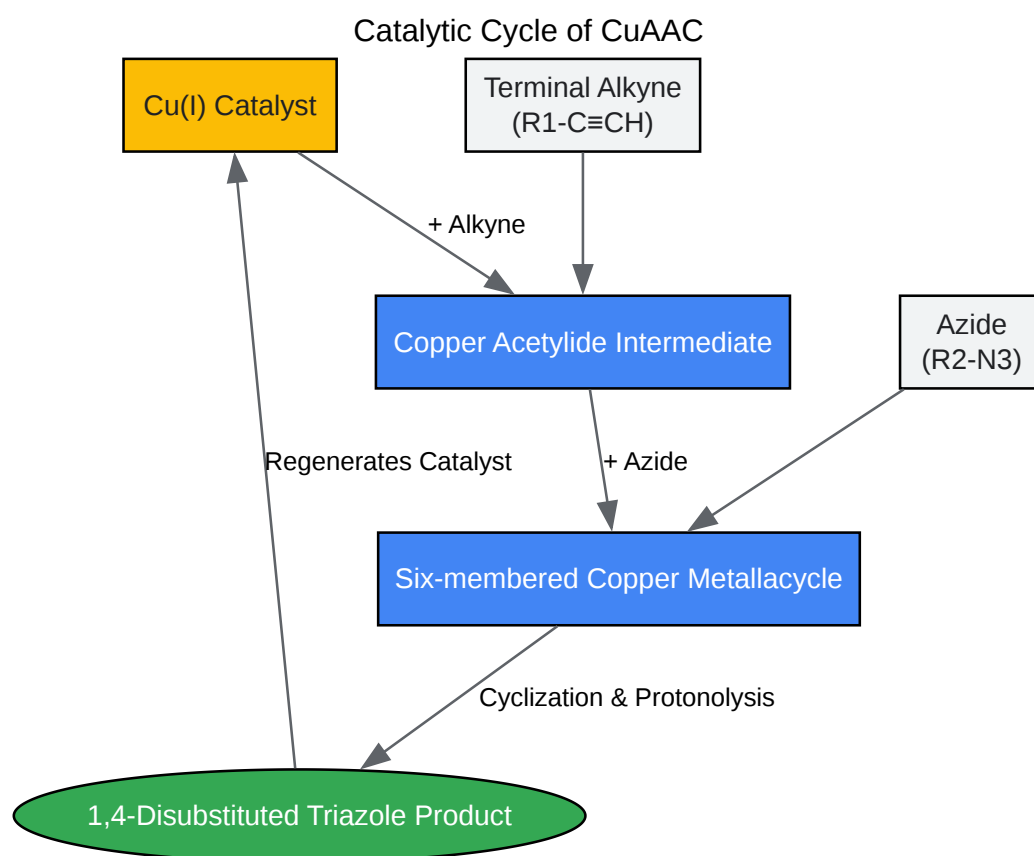 Catalytic Cycle of CuAAC
Cu(I) Catalyst
Terminal Alkyne
(R1-C≡CH)
+ Alkyne
Copper Acetylide Intermediate
Azide
(R2-N3)
Regenerates Catalyst
+ Azide
Six-membered Copper Metallacycle
Cyclization & Protonolysis
1,4-Disubstituted Triazole Product